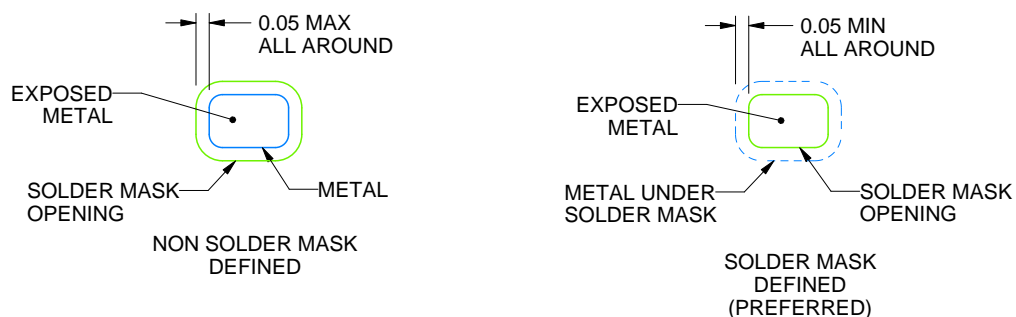 0.05 MAX
ALL AROUND
EXPOSED
METAL
SOLDER MASK
OPENING
METAL
NON SOLDER MASK
DEFINED
0.05 MIN
ALL AROUND
EXPOSED
METAL
METAL UNDER
SOLDER MASK
SOLDER MASK
OPENING
SOLDER MASK
DEFINED
(PREFERRED)